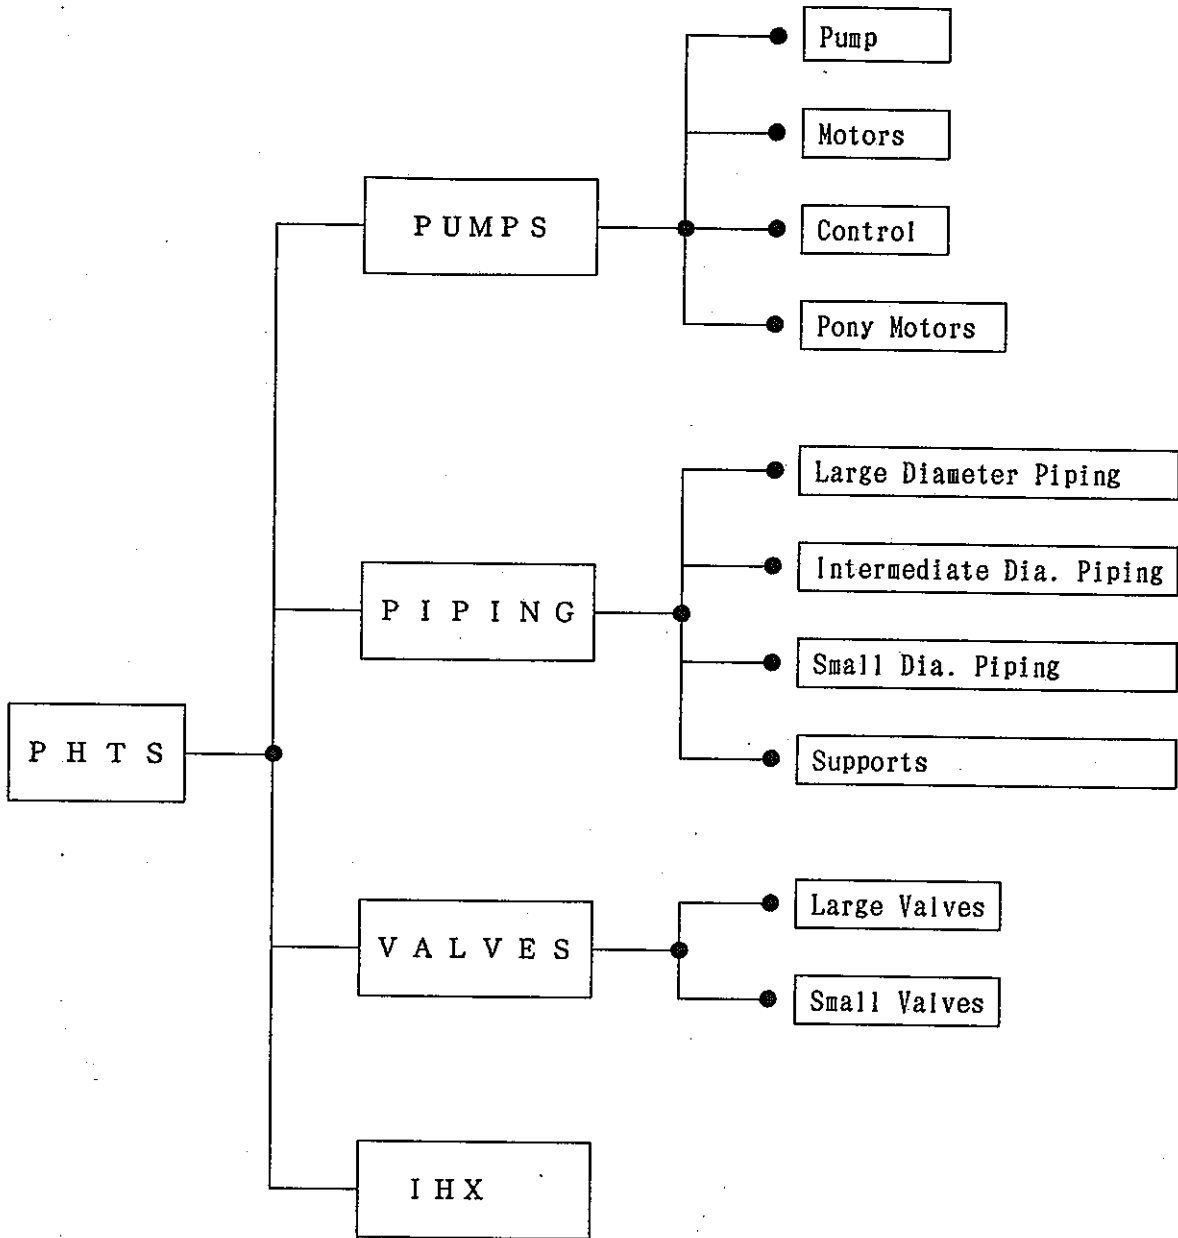 Pump
Motors
PUMPS
Control
Pony Motors
Large Diameter Piping
Intermediate Dia. Piping
PIPING
Small Dia. Piping
PHTS
Supports
Large Valves
VALVES
Small Valves
IHX